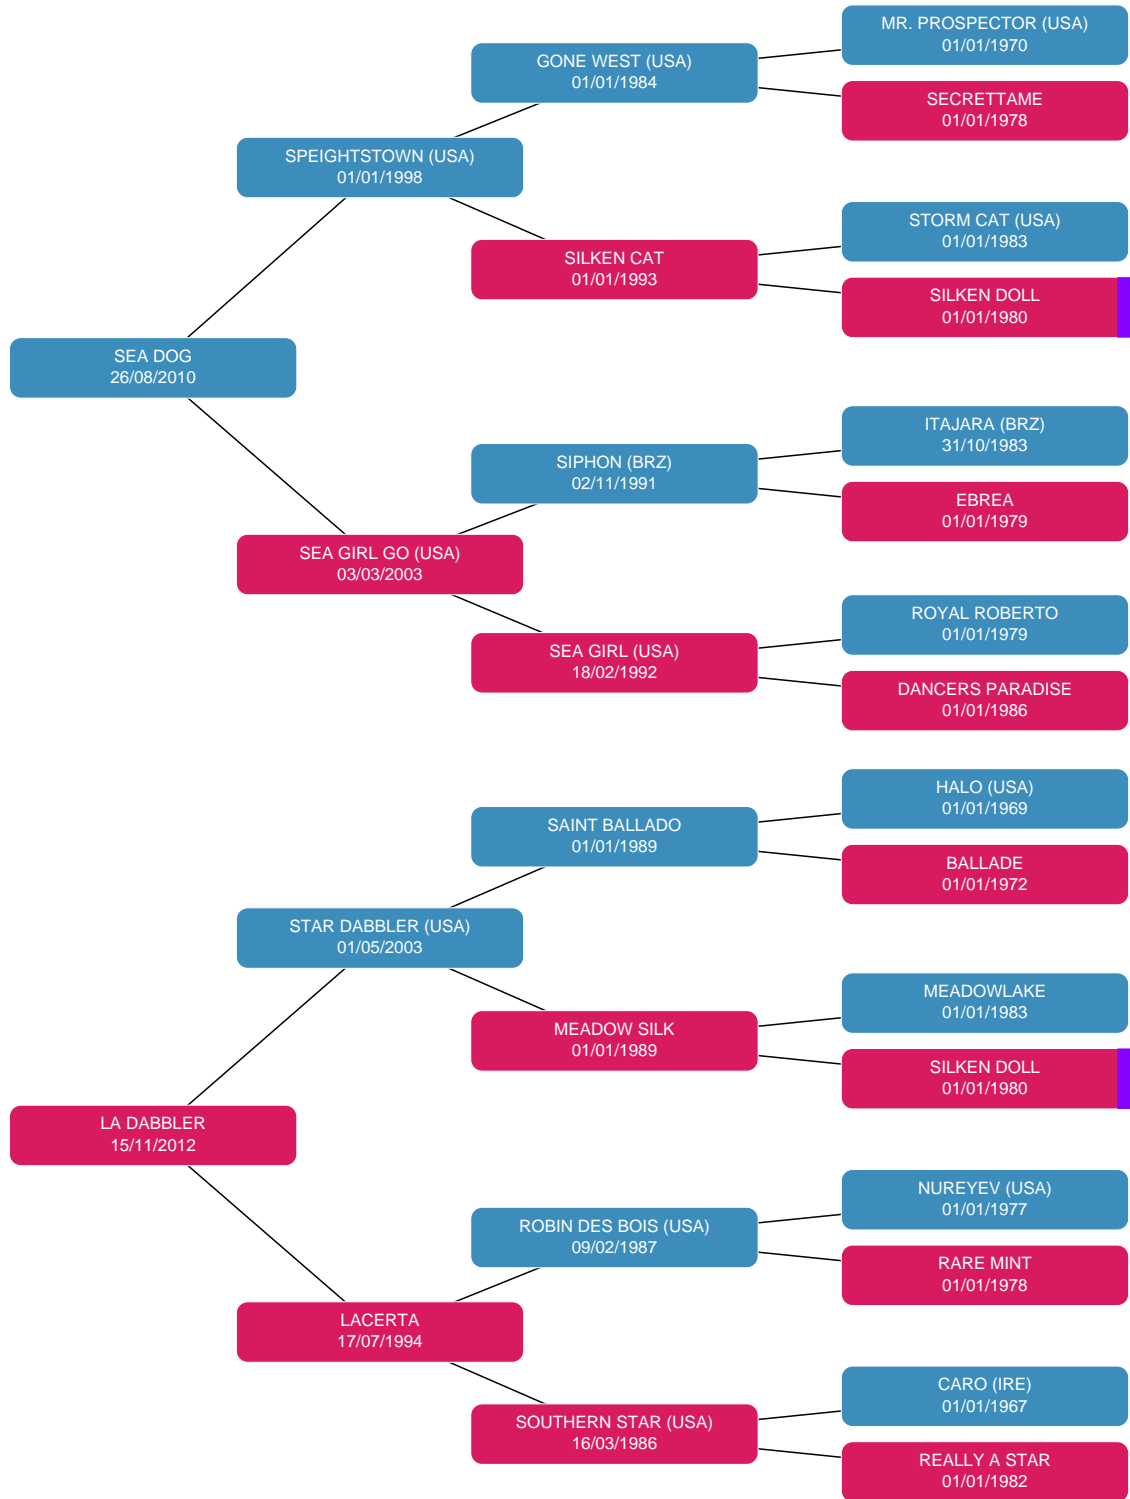 MR. PROSPECTOR (USA)
01/01/1970
GONE WEST (USA)
01/01/1984
SECRETTAME
01/01/1978
SPEIGHTSTOWN (USA)
01/01/1998
STORM CAT (USA)
01/01/1983
SILKEN CAT
01/01/1993
SILKEN DOLL
01/01/1980
SEA DOG
26/08/2010
ITAJARA (BRZ)
31/10/1983
SIPHON (BRZ)
02/11/1991
EBREA
01/01/1979
SEA GIRL GO (USA)
03/03/2003
ROYAL ROBERTO
01/01/1979
SEA GIRL (USA)
18/02/1992
DANCERS PARADISE
01/01/1986
HALO (USA)
01/01/1969
SAINT BALLADO
01/01/1989
BALLADE
01/01/1972
STAR DABBLER (USA)
01/05/2003
MEADOWLAKE
01/01/1983
MEADOW SILK
01/01/1989
SILKEN DOLL
01/01/1980
LA DABBLER
15/11/2012
NUREYEV (USA)
01/01/1977
ROBIN DES BOIS (USA)
09/02/1987
RARE MINT
01/01/1978
LACERTA
17/07/1994
CARO (IRE)
01/01/1967
SOUTHERN STAR (USA)
16/03/1986
REALLY A STAR
01/01/1982